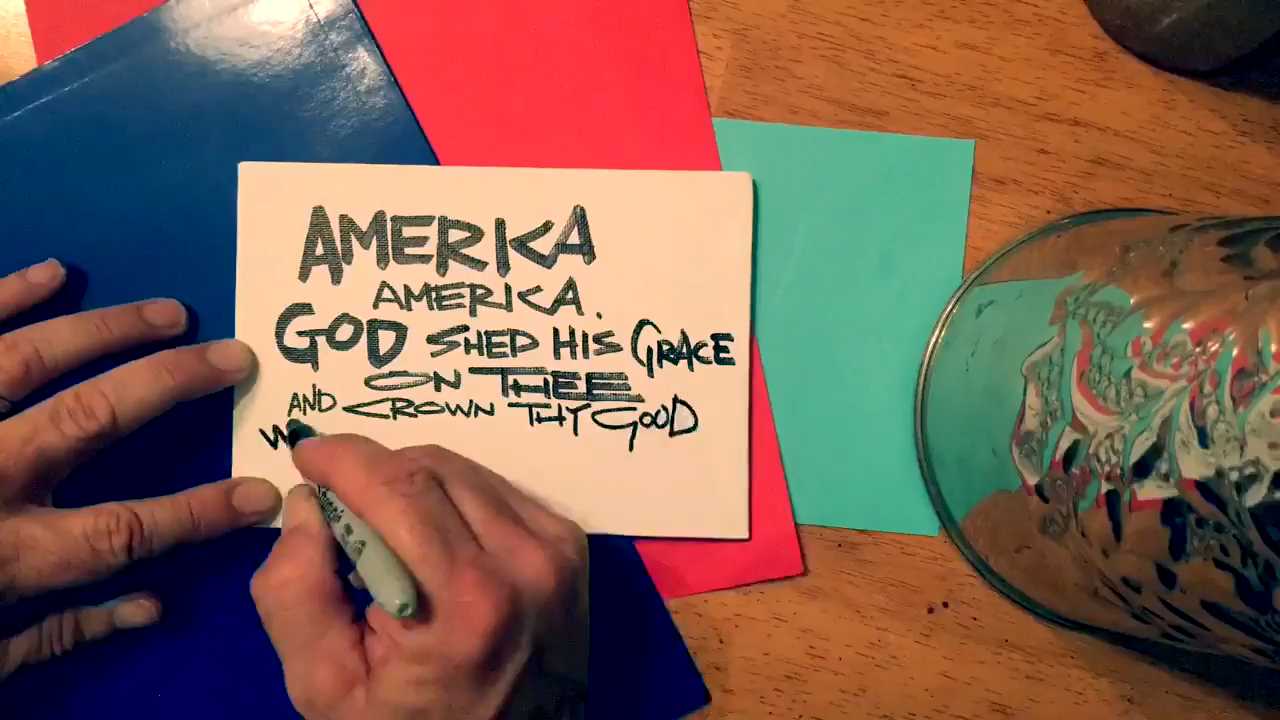 AMERICA
AMERICA.
GOD SHED HIS GRACE
ON THEE
AND CROWN THY GOOD
W